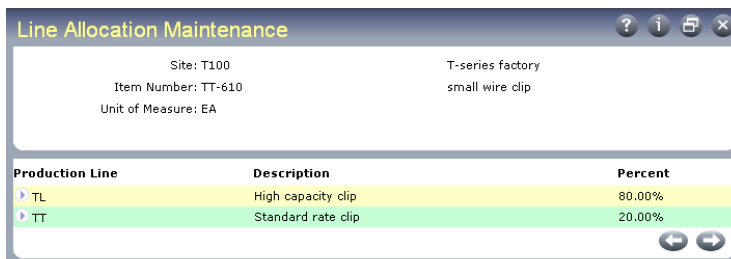 Line Allocation Maintenance
Site: T100 T-series factory
Item Number: TT-610 small wire clip
Unit of Measure: EA
Production Line Description Percent
TL High capacity clip 80.00%
TT Standard rate clip 20.00%